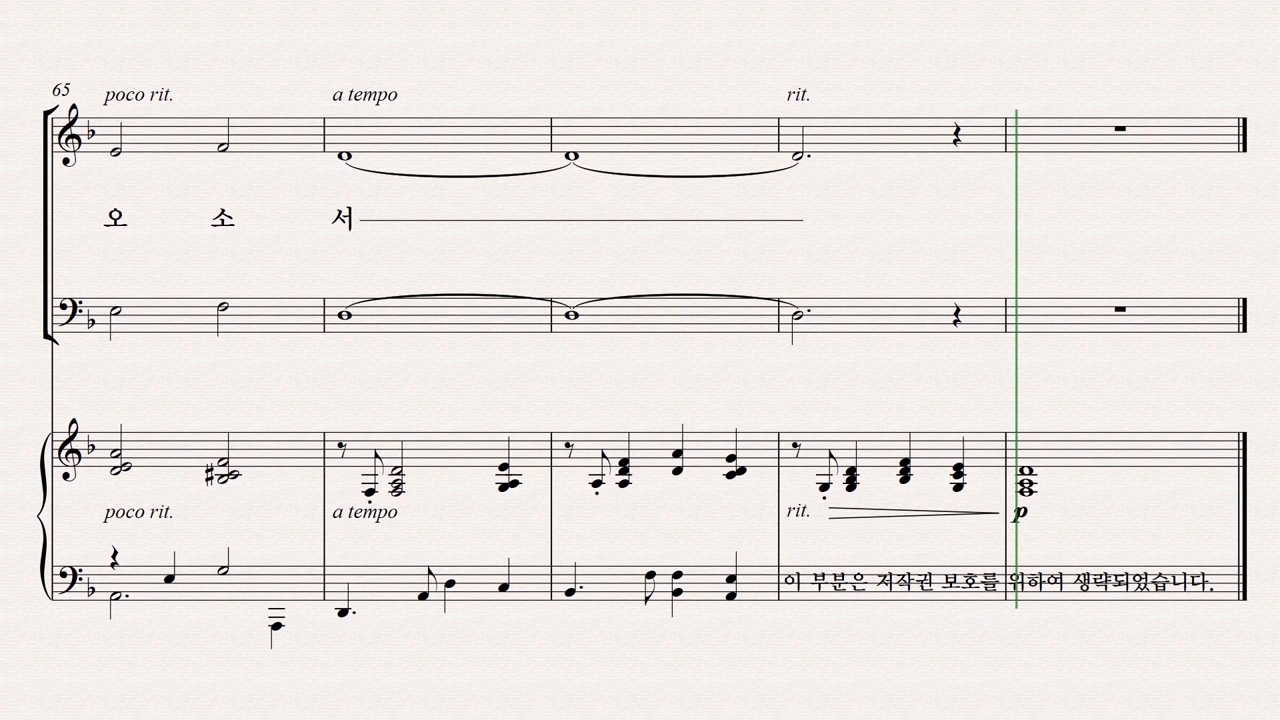 65
poco rit.
a tempo
rit.
오 소 서
poco rit.
a tempo
rit.
p
이 부분은 저작권 보호를 위하여 생략되었습니다.